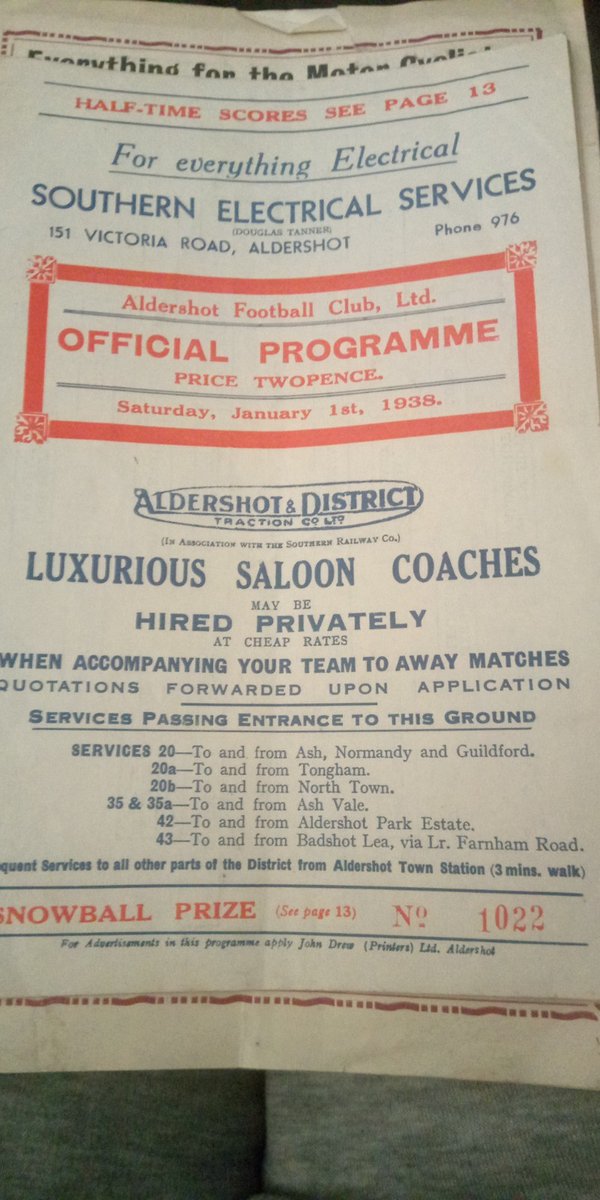 Everything for the Motor Cyclist
HALF-TIME SCORES SEE PAGE 13
For everything Electrical
SOUTHERN ELECTRICAL SERVICES
(DOUGLAS TANNER)
151 VICTORIA ROAD, ALDERSHOT Phone 976
Aldershot Football Club, Ltd.
OFFICIAL PROGRAMME
PRICE TWOPENCE.
Saturday, January 1st, 1938.
ALDERSHOT & DISTRICT
TRACTION CO LTD
(IN ASSOCIATION WITH THE SOUTHERN RAILWAY CO.)
LUXURIOUS SALOON COACHES
MAY BE
HIRED PRIVATELY
AT CHEAP RATES
WHEN ACCOMPANYING YOUR TEAM TO AWAY MATCHES
QUOTATIONS FORWARDED UPON APPLICATION
SERVICES PASSING ENTRANCE TO THIS GROUND
SERVICES 20—To and from Ash, Normandy and Guildford.
20a—To and from Tongham.
20b—To and from North Town.
35 & 35a—To and from Ash Vale.
42—To and from Aldershot Park Estate.
43—To and from Badshot Lea, via Lr. Farnham Road.
quent Services to all other parts of the District from Aldershot Town Station (3 mins. walk)
SNOWBALL PRIZE (See page 13) No 1022
For Advertisements in this programme apply John Drew (Printers) Ltd. Aldershot